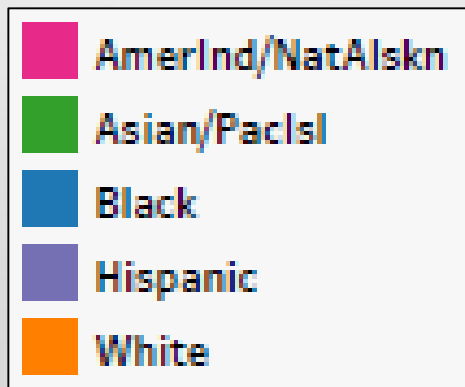 AmerInd/NatAlskn
Asian/PacIsl
Black
Hispanic
White